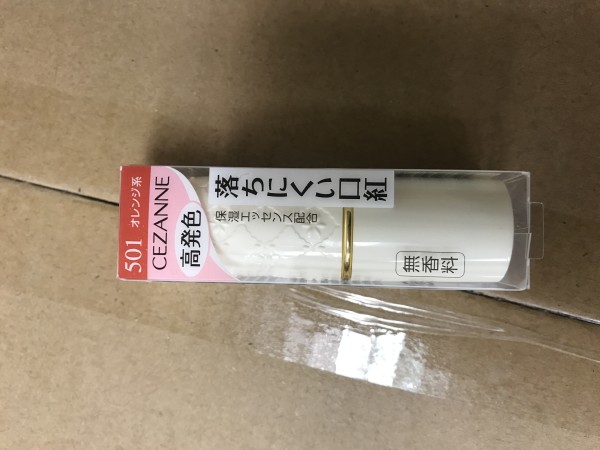 501 オレンジ系
CEZANNE
高発色
落ちにくい口紅
保湿エッセンス配合
無香料